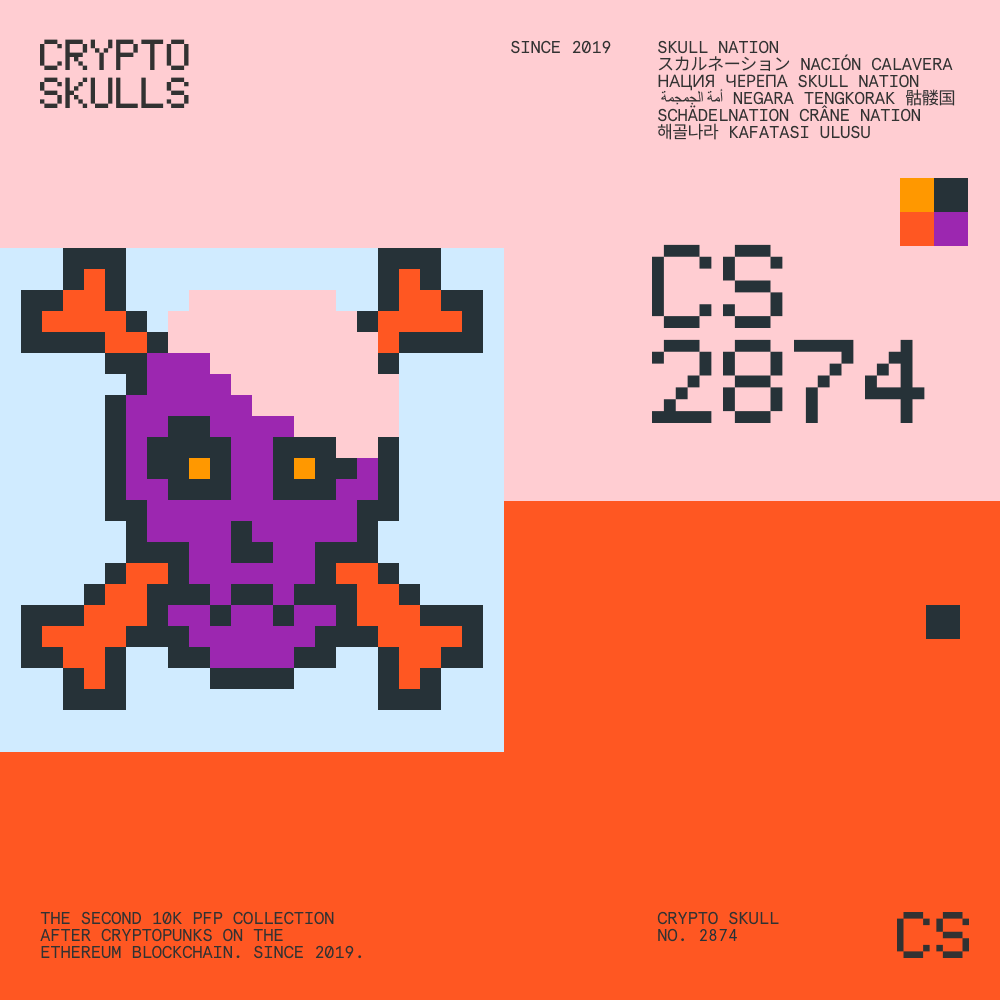 CRYPTO
SKULLS
SINCE 2019
SKULL NATION
スカルネーション NACIÓN CALAVERA
НАЦИЯ ЧЕРЕПА SKULL NATION
أمة الجمجمة NEGARA TENGKORAK 骷髅国
SCHÄDELNATION CRÂNE NATION
해골나라 KAFATASI ULUSU
CS
2874
THE SECOND 10K PFP COLLECTION
AFTER CRYPTOPUNKS ON THE
ETHEREUM BLOCKCHAIN. SINCE 2019.
CRYPTO SKULL
NO. 2874
CS